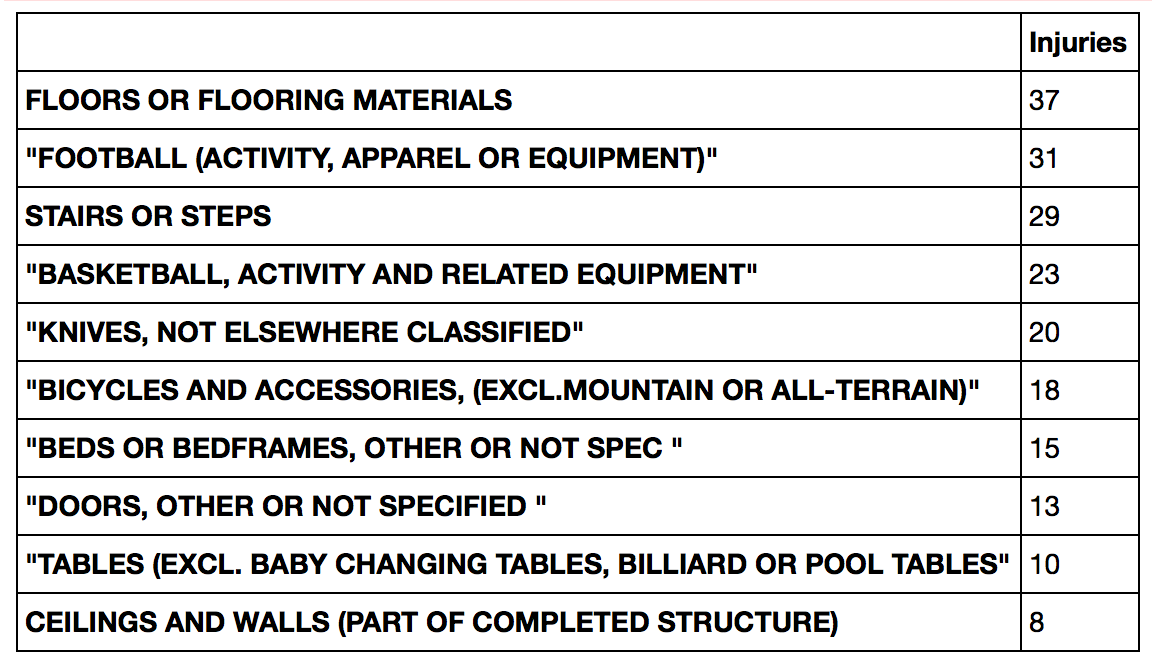 Injuries
FLOORS OR FLOORING MATERIALS 37
"FOOTBALL (ACTIVITY, APPAREL OR EQUIPMENT)" 31
STAIRS OR STEPS 29
"BASKETBALL, ACTIVITY AND RELATED EQUIPMENT" 23
"KNIVES, NOT ELSEWHERE CLASSIFIED" 20
"BICYCLES AND ACCESSORIES, (EXCL.MOUNTAIN OR ALL-TERRAIN)" 18
"BEDS OR BEDFRAMES, OTHER OR NOT SPEC " 15
"DOORS, OTHER OR NOT SPECIFIED " 13
"TABLES (EXCL. BABY CHANGING TABLES, BILLIARD OR POOL TABLES" 10
CEILINGS AND WALLS (PART OF COMPLETED STRUCTURE) 8